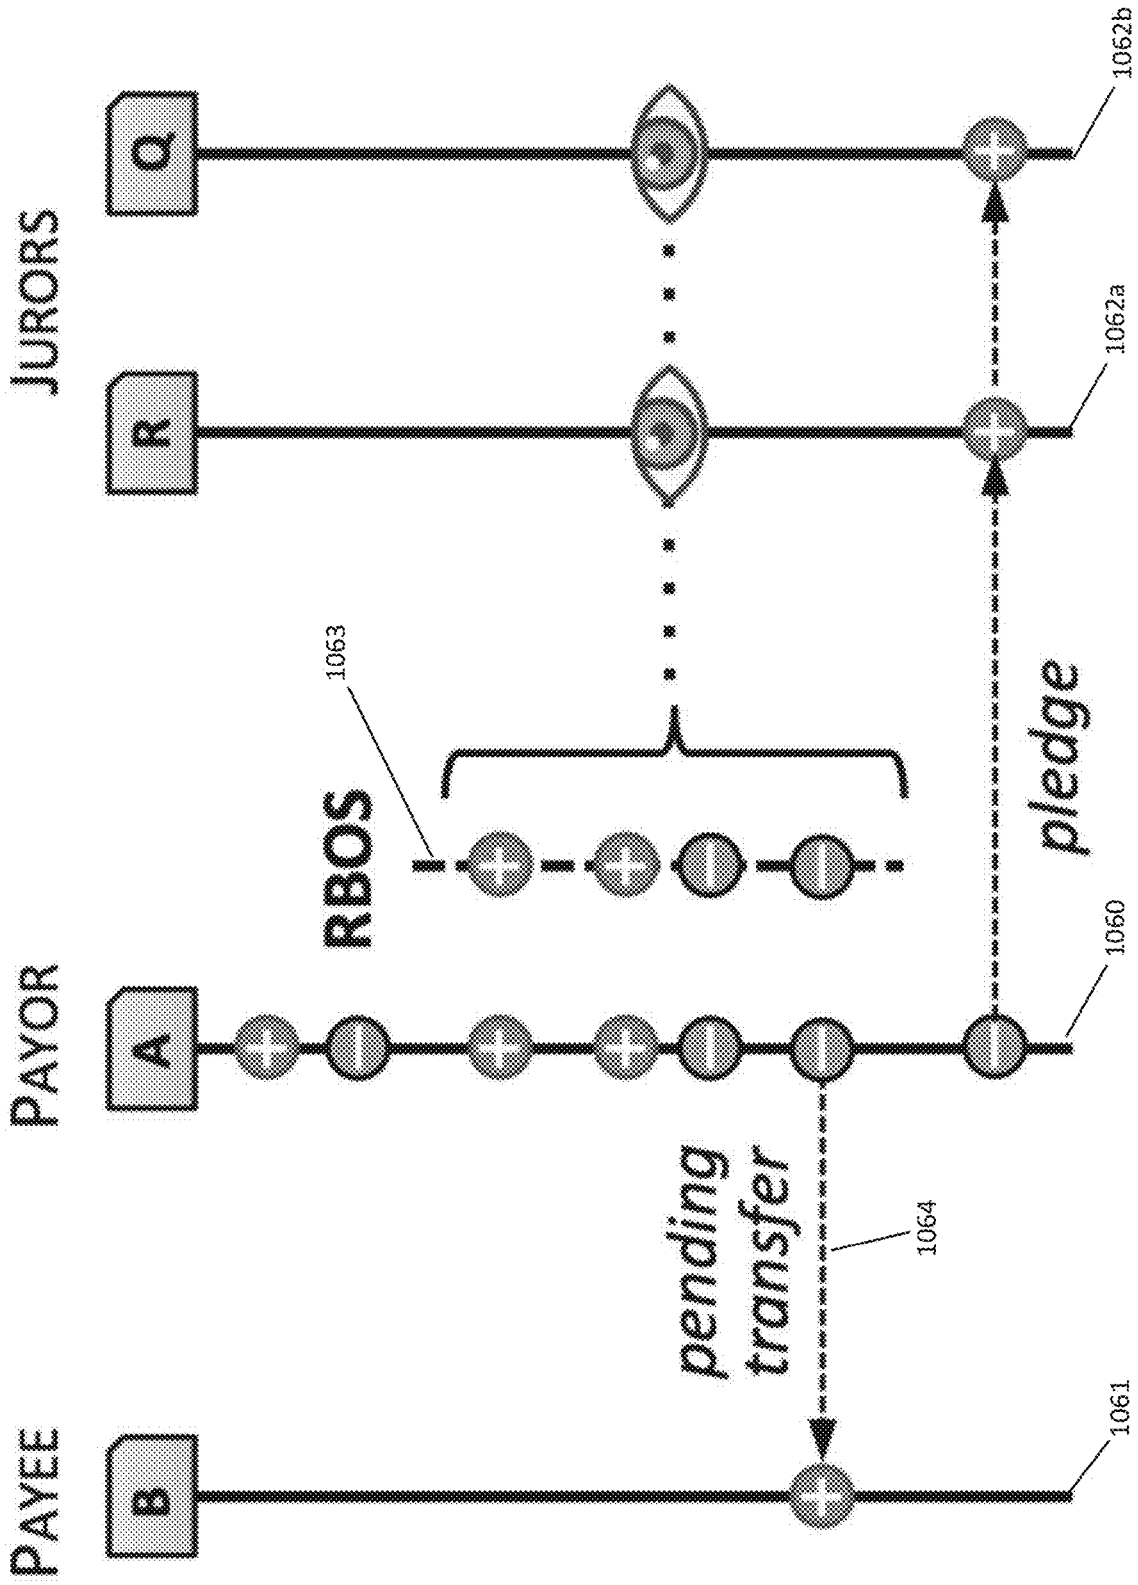 PAYEE
PAYOR
JURORS
B
A
R
Q
RBOS
1063
pending
transfer
1064
pledge
1061
1060
1062a
1062b